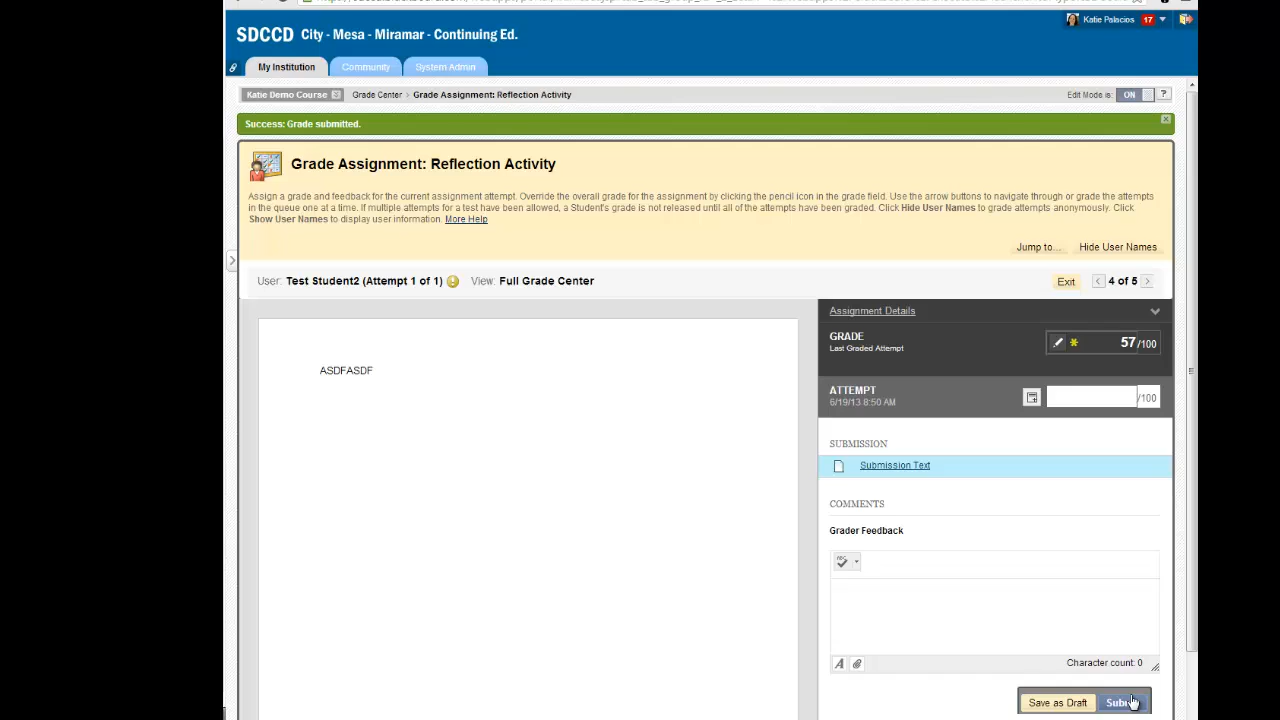 Katie Palacios 17
SDCCD City - Mesa - Miramar - Continuing Ed.
My Institution Community System Admin
Katie Demo Course Grade Center > Grade Assignment: Reflection Activity Edit Mode is: ON ?
Success: Grade submitted.
Grade Assignment: Reflection Activity
Assign a grade and feedback for the current assignment attempt. Override the overall grade for the assignment by clicking the pencil icon in the grade field. Use the arrow buttons to navigate through or grade the attempts
in the queue one at a time. If multiple attempts for a test have been allowed, a Student's grade is not released until all of the attempts have been graded. Click Hide User Names to grade attempts anonymously. Click
Show User Names to display user information. More Help
Jump to... Hide User Names
User: Test Student2 (Attempt 1 of 1) View: Full Grade Center Exit < 4 of 5 >
Assignment Details
GRADE
Last Graded Attempt
57/100
ASDFASDF
ATTEMPT
6/19/13 8:50 AM
/100
SUBMISSION
Submission Text
COMMENTS
Grader Feedback
ABC
A
Character count: 0
Save as Draft